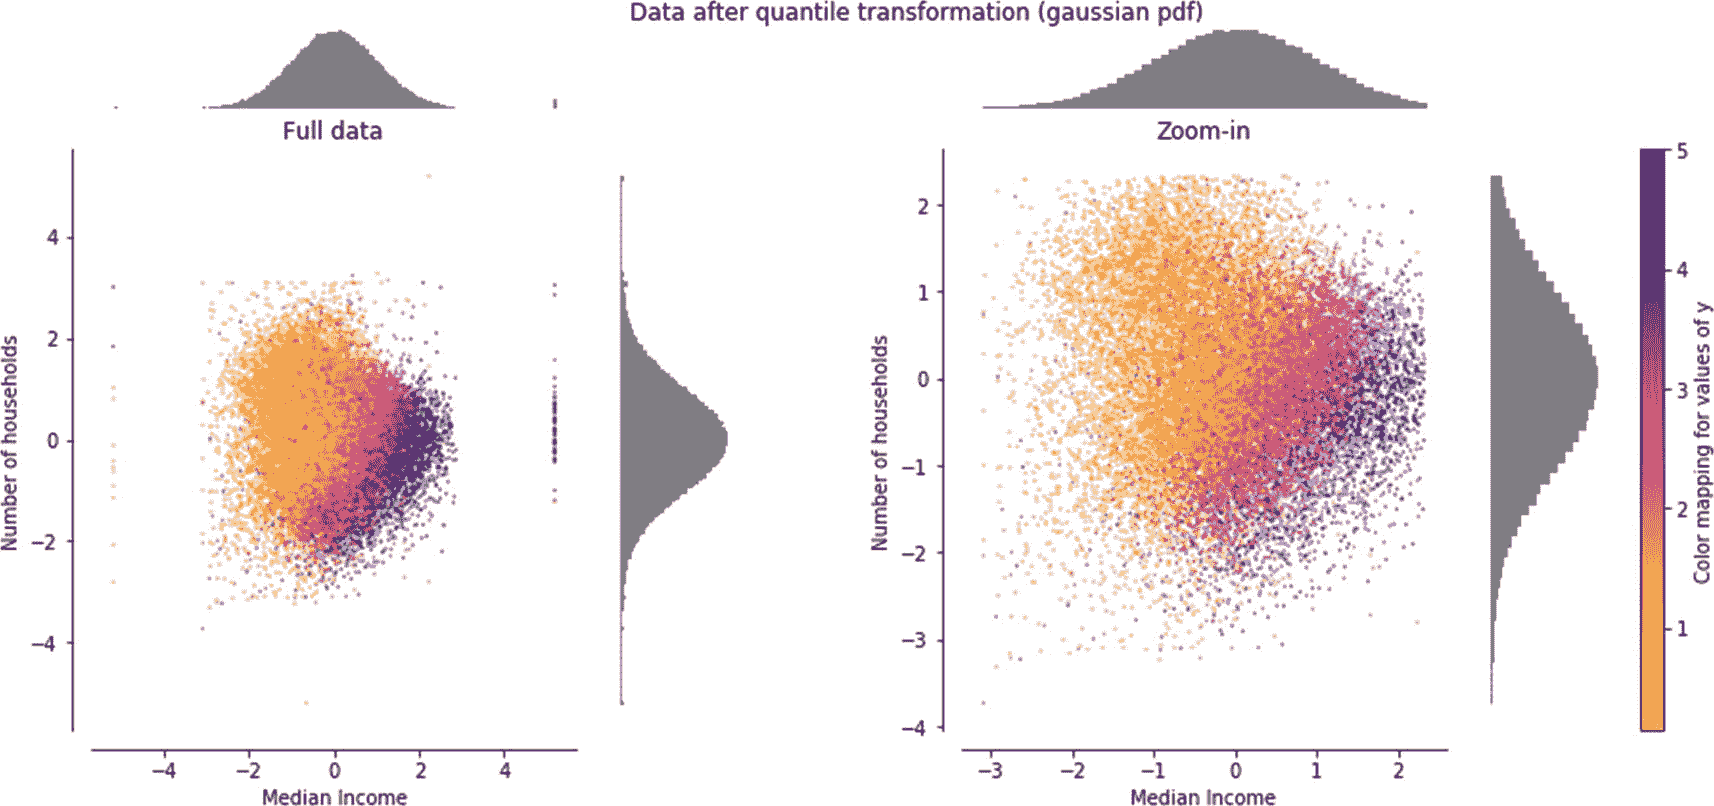 Data after quantile transformation (gaussian pdf)
Full data
Number of households
4
2
0
−2
−4
−4 −2 0 2 4
Median Income
Zoom-in
Number of households
2
1
0
−1
−2
−3
−4
−3 −2 −1 0 1 2
Median Income
5
4
3
2
1
Color mapping for values of y